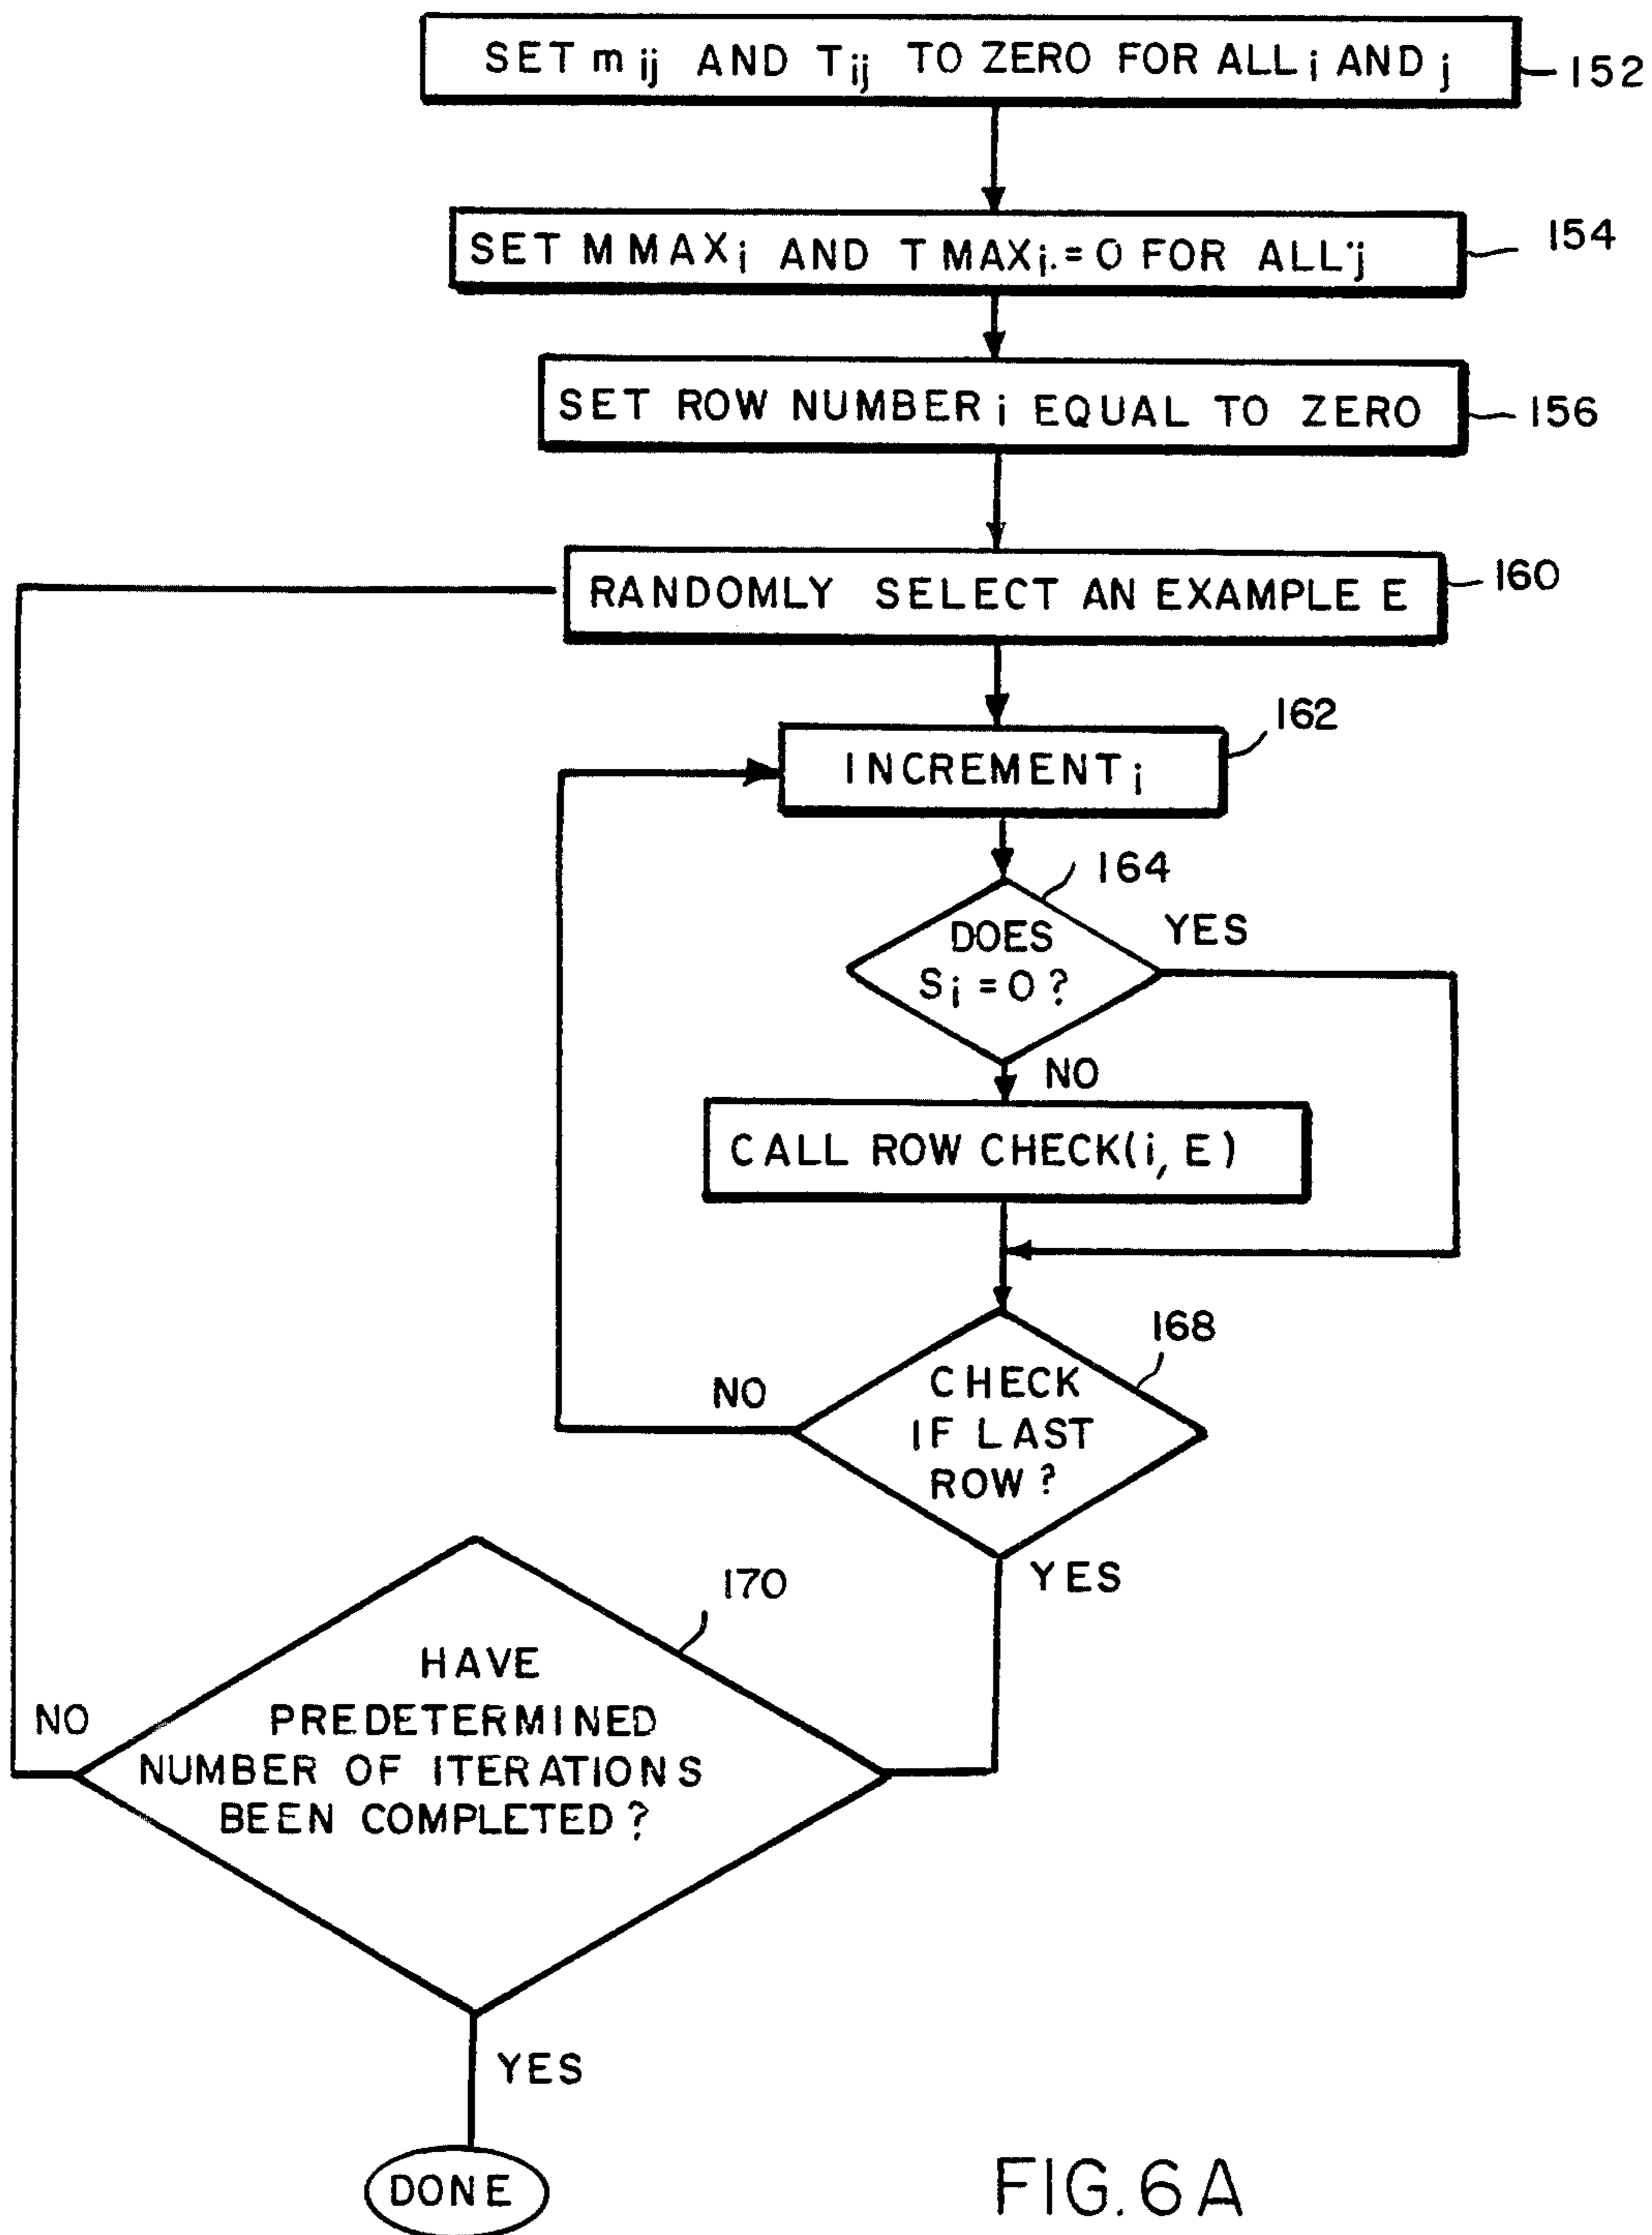 SET m ij AND T ij TO ZERO FOR ALL i AND j
152
SET M MAX i AND T MAX i. = 0 FOR ALL j
154
SET ROW NUMBER i EQUAL TO ZERO
156
RANDOMLY SELECT AN EXAMPLE E
160
INCREMENT i
162
164
DOES
S i = 0 ?
YES
NO
CALL ROW CHECK(i, E)
168
CHECK
IF LAST
ROW ?
NO
YES
170
HAVE
PREDETERMINED
NUMBER OF ITERATIONS
BEEN COMPLETED ?
NO
YES
DONE
FIG. 6A